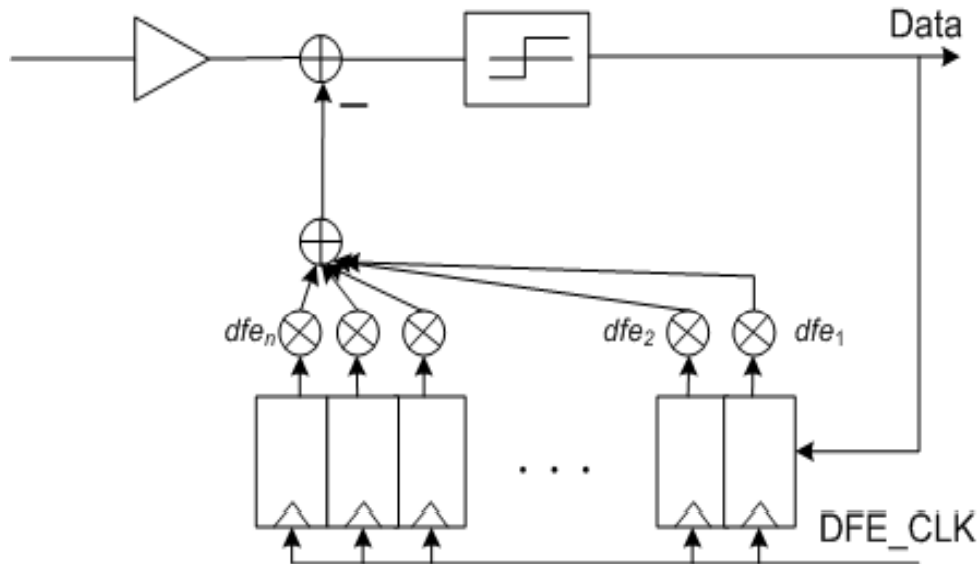 Data
−
dfen
dfe2
dfe1
. . .
DFE_CLK